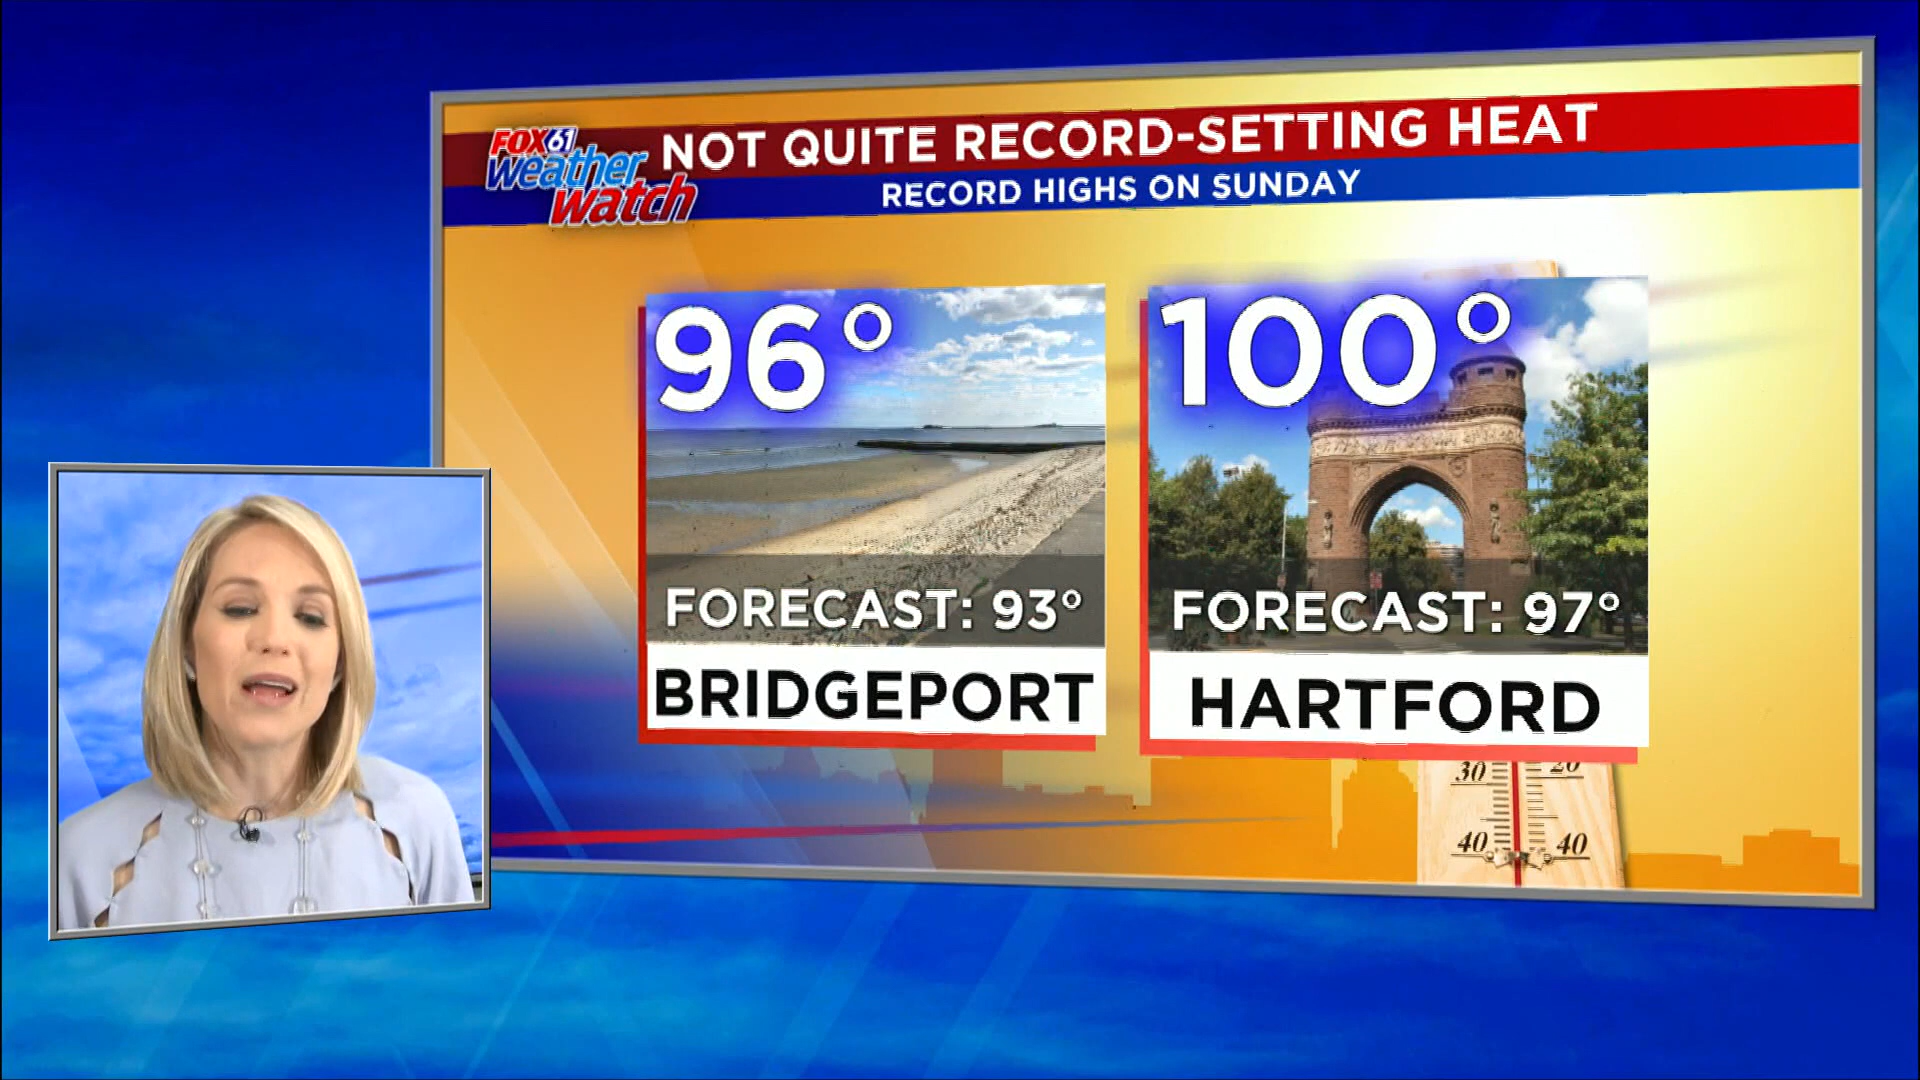 FOX61
Weather
Watch
NOT QUITE RECORD-SETTING HEAT
RECORD HIGHS ON SUNDAY
96°
FORECAST: 93°
BRIDGEPORT
100°
FORECAST: 97°
HARTFORD
30 20
40 40